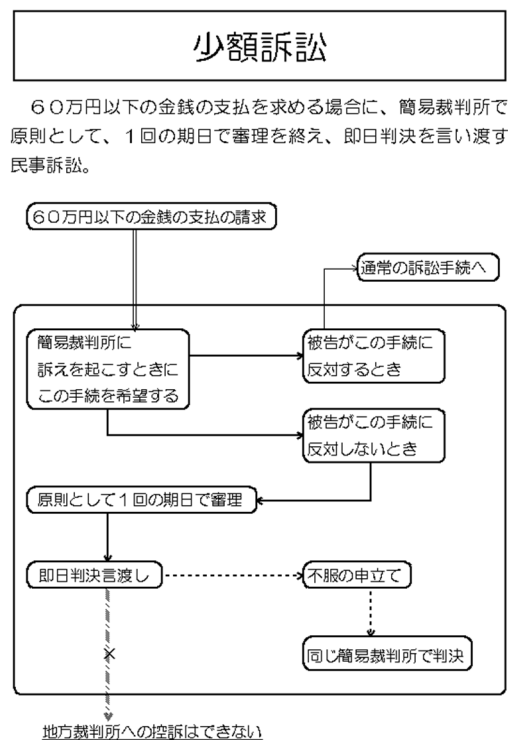 少額訴訟
６０万円以下の金銭の支払を求める場合に、簡易裁判所で
原則として、１回の期日で審理を終え、即日判決を言い渡す
民事訴訟。
６０万円以下の金銭の支払の請求
通常の訴訟手続へ
簡易裁判所に
訴えを起こすときに
この手続を希望する
被告がこの手続に
反対するとき
被告がこの手続に
反対しないとき
原則として１回の期日で審理
即日判決言渡し
不服の申立て
同じ簡易裁判所で判決
地方裁判所への控訴はできない